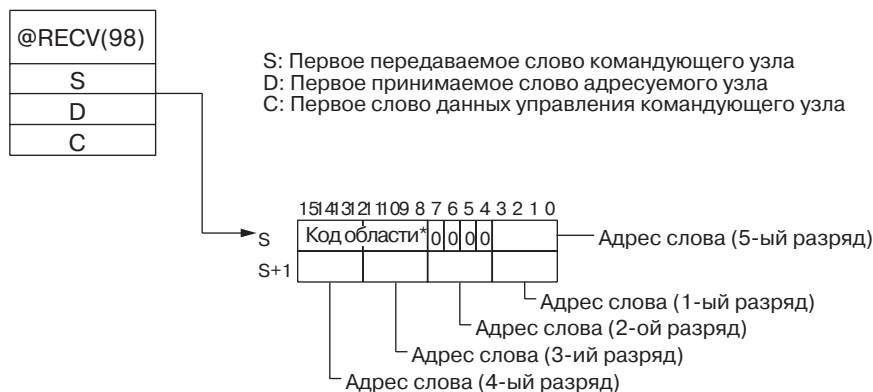 @RECV(98)
S
D
C
S: Первое передаваемое слово командующего узла
D: Первое принимаемое слово адресуемого узла
C: Первое слово данных управления командующего узла
15 14 13 12 11 10 9 8 7 6 5 4 3 2 1 0
S Код области* 0 0 0 0 Адрес слова (5-ый разряд)
S+1
Адрес слова (1-ый разряд)
Адрес слова (2-ой разряд)
Адрес слова (3-ий разряд)
Адрес слова (4-ый разряд)